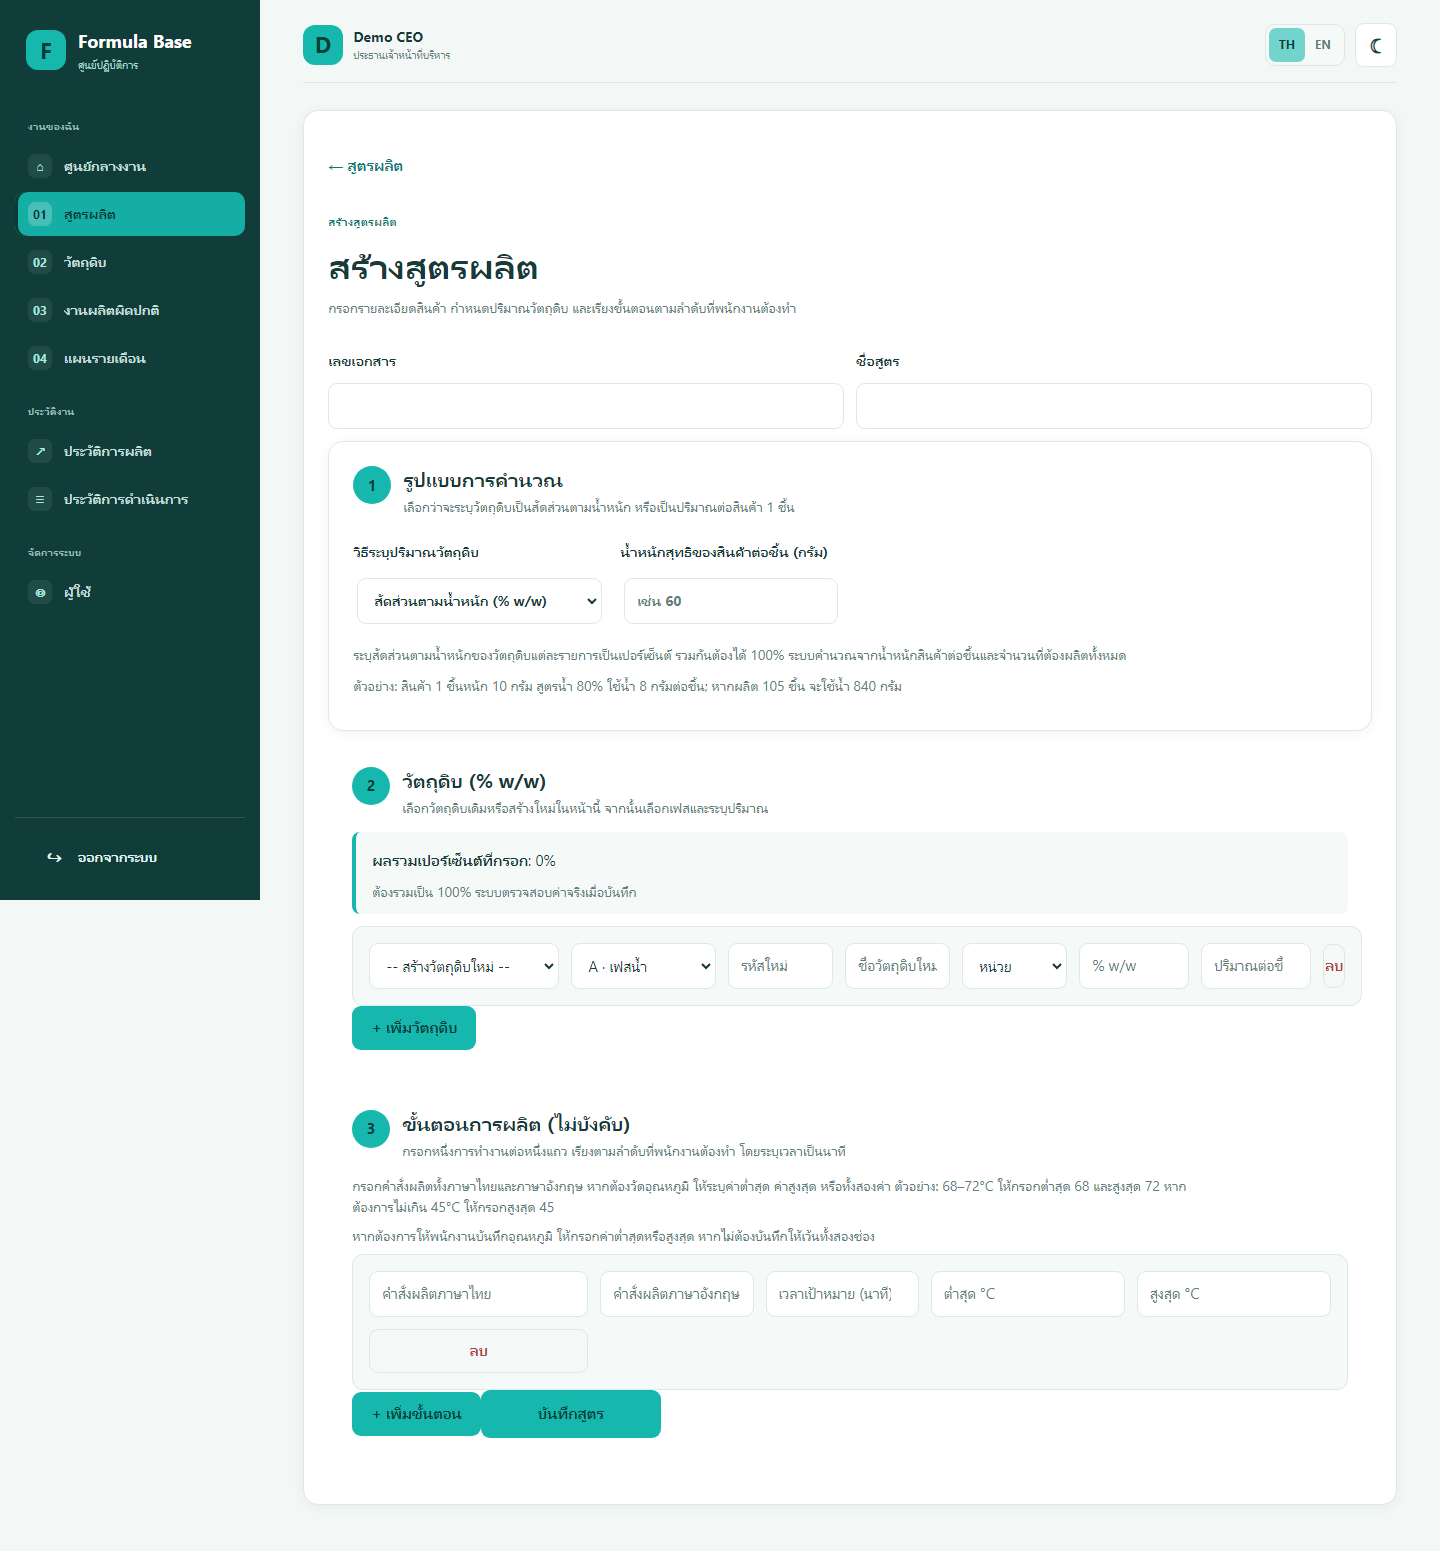 F
Formula Base
ศูนย์ปฏิบัติการ
งานของฉัน
ศูนย์กลางงาน
01 สูตรผลิต
02 วัตถุดิบ
03 งานผลิตผิดปกติ
04 แผนรายเดือน
ประวัติงาน
ประวัติการผลิต
ประวัติการดำเนินการ
จัดการระบบ
ผู้ใช้
ออกจากระบบ
D
Demo CEO
ประธานเจ้าหน้าที่บริหาร
TH EN
← สูตรผลิต
สร้างสูตรผลิต
สร้างสูตรผลิต
กรอกรายละเอียดสินค้า กำหนดปริมาณวัตถุดิบ และเรียงขั้นตอนตามลำดับที่พนักงานต้องทำ
เลขเอกสาร ชื่อสูตร
1 รูปแบบการคำนวณ
เลือกว่าจะระบุวัตถุดิบเป็นสัดส่วนตามน้ำหนัก หรือเป็นปริมาณต่อสินค้า 1 ชิ้น
วิธีระบุปริมาณวัตถุดิบ น้ำหนักสุทธิของสินค้าต่อชิ้น (กรัม)
สัดส่วนตามน้ำหนัก (% w/w) เช่น 60
ระบุสัดส่วนตามน้ำหนักของวัตถุดิบแต่ละรายการเป็นเปอร์เซ็นต์ รวมกันต้องได้ 100% ระบบคำนวณจากน้ำหนักสินค้าต่อชิ้นและจำนวนที่ต้องผลิตทั้งหมด
ตัวอย่าง: สินค้า 1 ชิ้นหนัก 10 กรัม สูตรน้ำ 80% ใช้น้ำ 8 กรัมต่อชิ้น; หากผลิต 105 ชิ้น จะใช้น้ำ 840 กรัม
2 วัตถุดิบ (% w/w)
เลือกวัตถุดิบเดิมหรือสร้างใหม่ในหน้านี้ จากนั้นเลือกเฟสและระบุปริมาณ
ผลรวมเปอร์เซ็นต์ที่กรอก: 0%
ต้องรวมเป็น 100% ระบบตรวจสอบค่าจริงเมื่อบันทึก
-- สร้างวัตถุดิบใหม่ -- A · เฟสน้ำ รหัสใหม่ ชื่อวัตถุดิบใหม่ หน่วย % w/w ปริมาณต่อชิ้ ลบ
+ เพิ่มวัตถุดิบ
3 ขั้นตอนการผลิต (ไม่บังคับ)
กรอกหนึ่งการทำงานต่อหนึ่งแถว เรียงตามลำดับที่พนักงานต้องทำ โดยระบุเวลาเป็นนาที
กรอกคำสั่งผลิตทั้งภาษาไทยและภาษาอังกฤษ หากต้องวัดอุณหภูมิ ให้ระบุค่าต่ำสุด ค่าสูงสุด หรือทั้งสองค่า ตัวอย่าง: 68–72°C ให้กรอกต่ำสุด 68 และสูงสุด 72 หาก
ต้องการไม่เกิน 45°C ให้กรอกสูงสุด 45
หากต้องการให้พนักงานบันทึกอุณหภูมิ ให้กรอกค่าต่ำสุดหรือสูงสุด หากไม่ต้องบันทึกให้เว้นทั้งสองช่อง
คำสั่งผลิตภาษาไทย คำสั่งผลิตภาษาอังกฤษ เวลาเป้าหมาย (นาที) ต่ำสุด °C สูงสุด °C
ลบ
+ เพิ่มขั้นตอน บันทึกสูตร